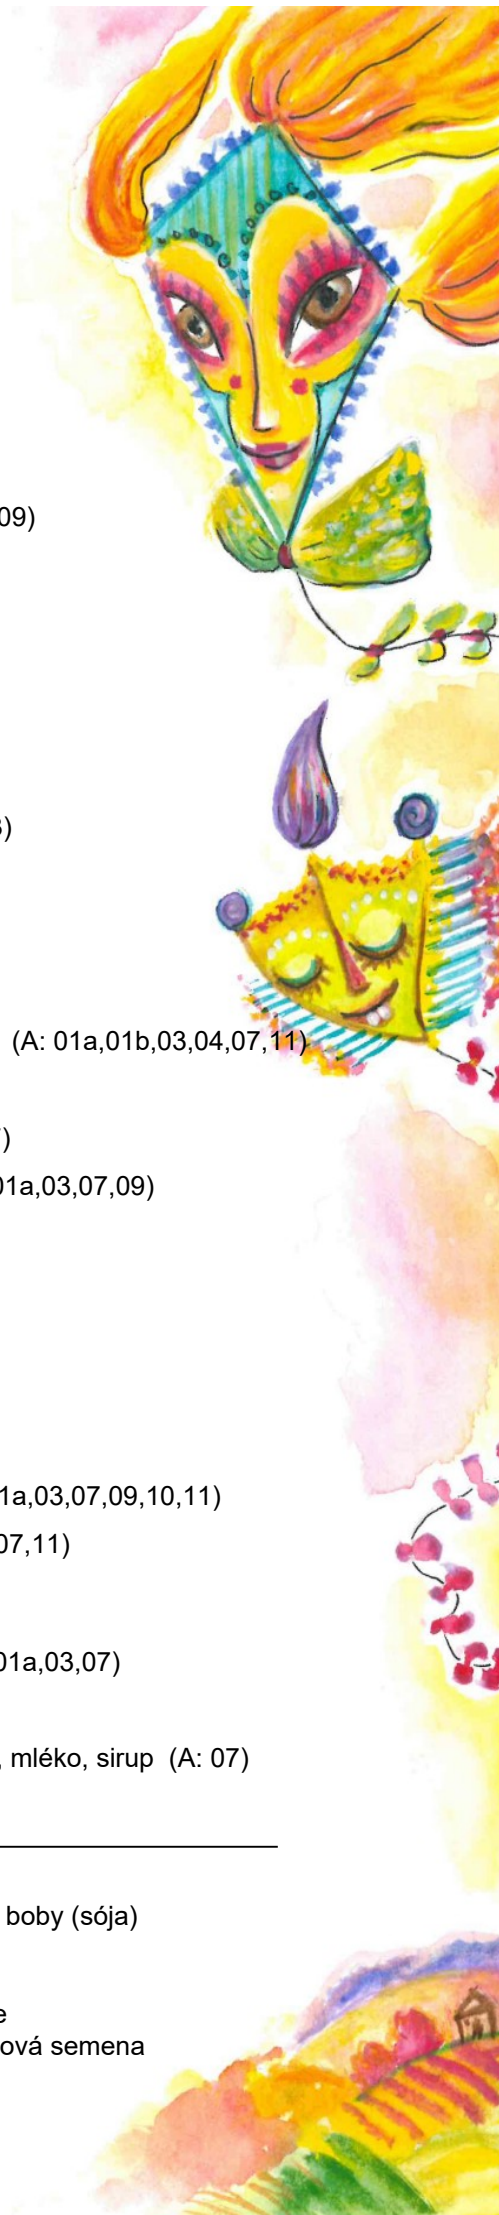 09)
)
(A: 01a,01b,03,04,07,11)
)
01a,03,07,09)
1a,03,07,09,10,11)
07,11)
01a,03,07)
, mléko, sirup (A: 07)
boby (sója)
e
ová semena